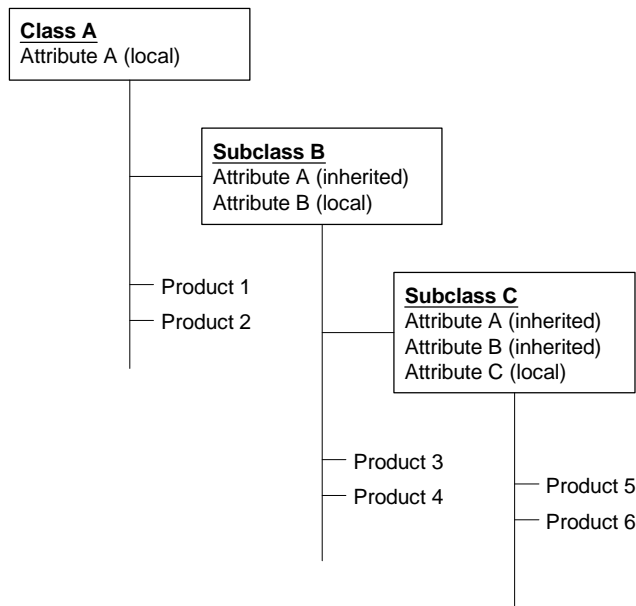 Class A
Attribute A (local)
Subclass B
Attribute A (inherited)
Attribute B (local)
Product 1
Product 2
Subclass C
Attribute A (inherited)
Attribute B (inherited)
Attribute C (local)
Product 3
Product 4
Product 5
Product 6